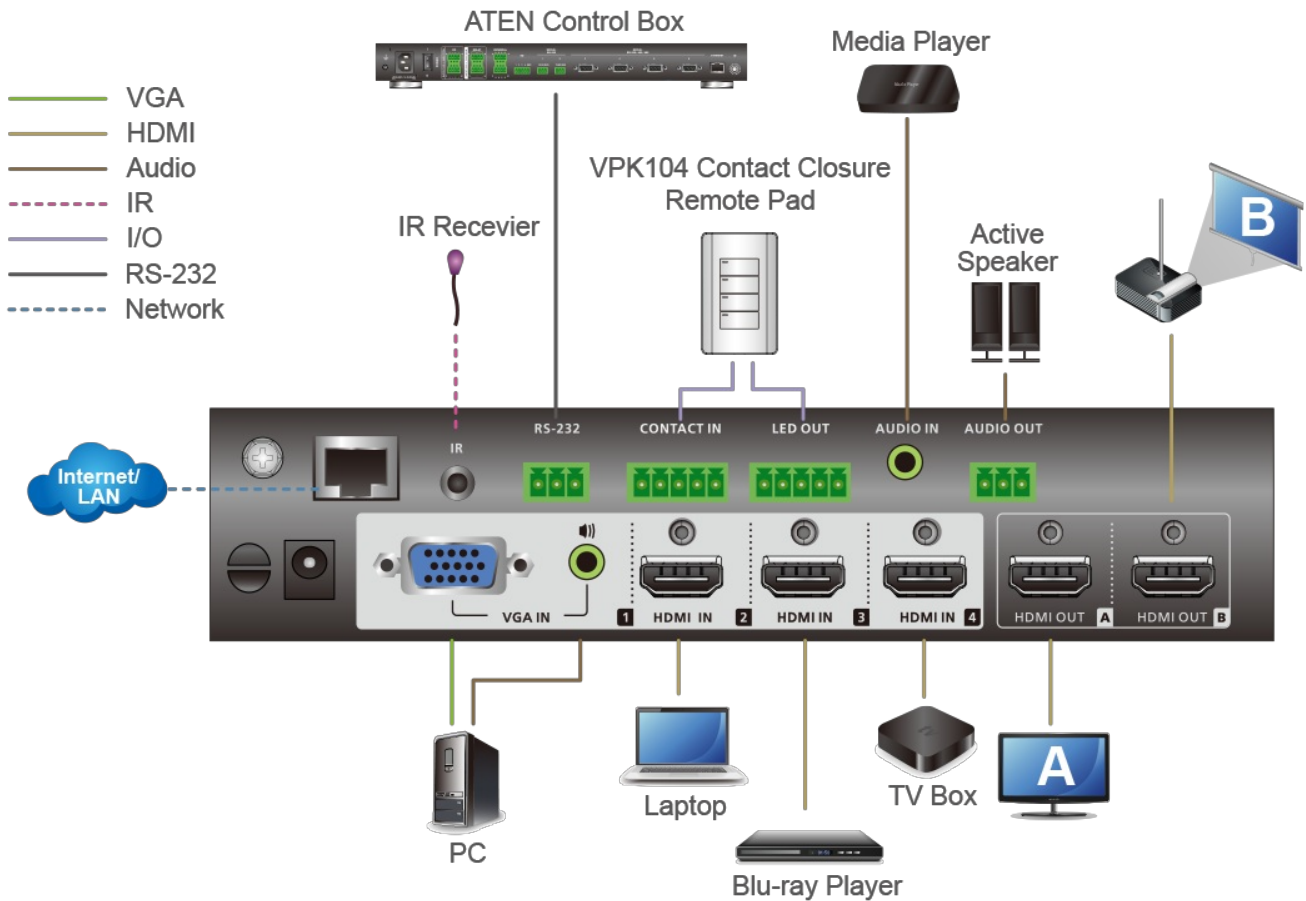 ATEN Control Box
Media Player
Media Player
VGA
HDMI
Audio
IR
I/O
RS-232
Network
VPK104 Contact Closure
Remote Pad
IR Recevier
Active
Speaker
B
Internet/
LAN
IR
RS-232
CONTACT IN
LED OUT
AUDIO IN
AUDIO OUT
VGA IN
1
HDMI IN
2
HDMI IN
3
HDMI IN
4
HDMI OUT
A
HDMI OUT
B
PC
Laptop
Blu-ray Player
TV Box
A